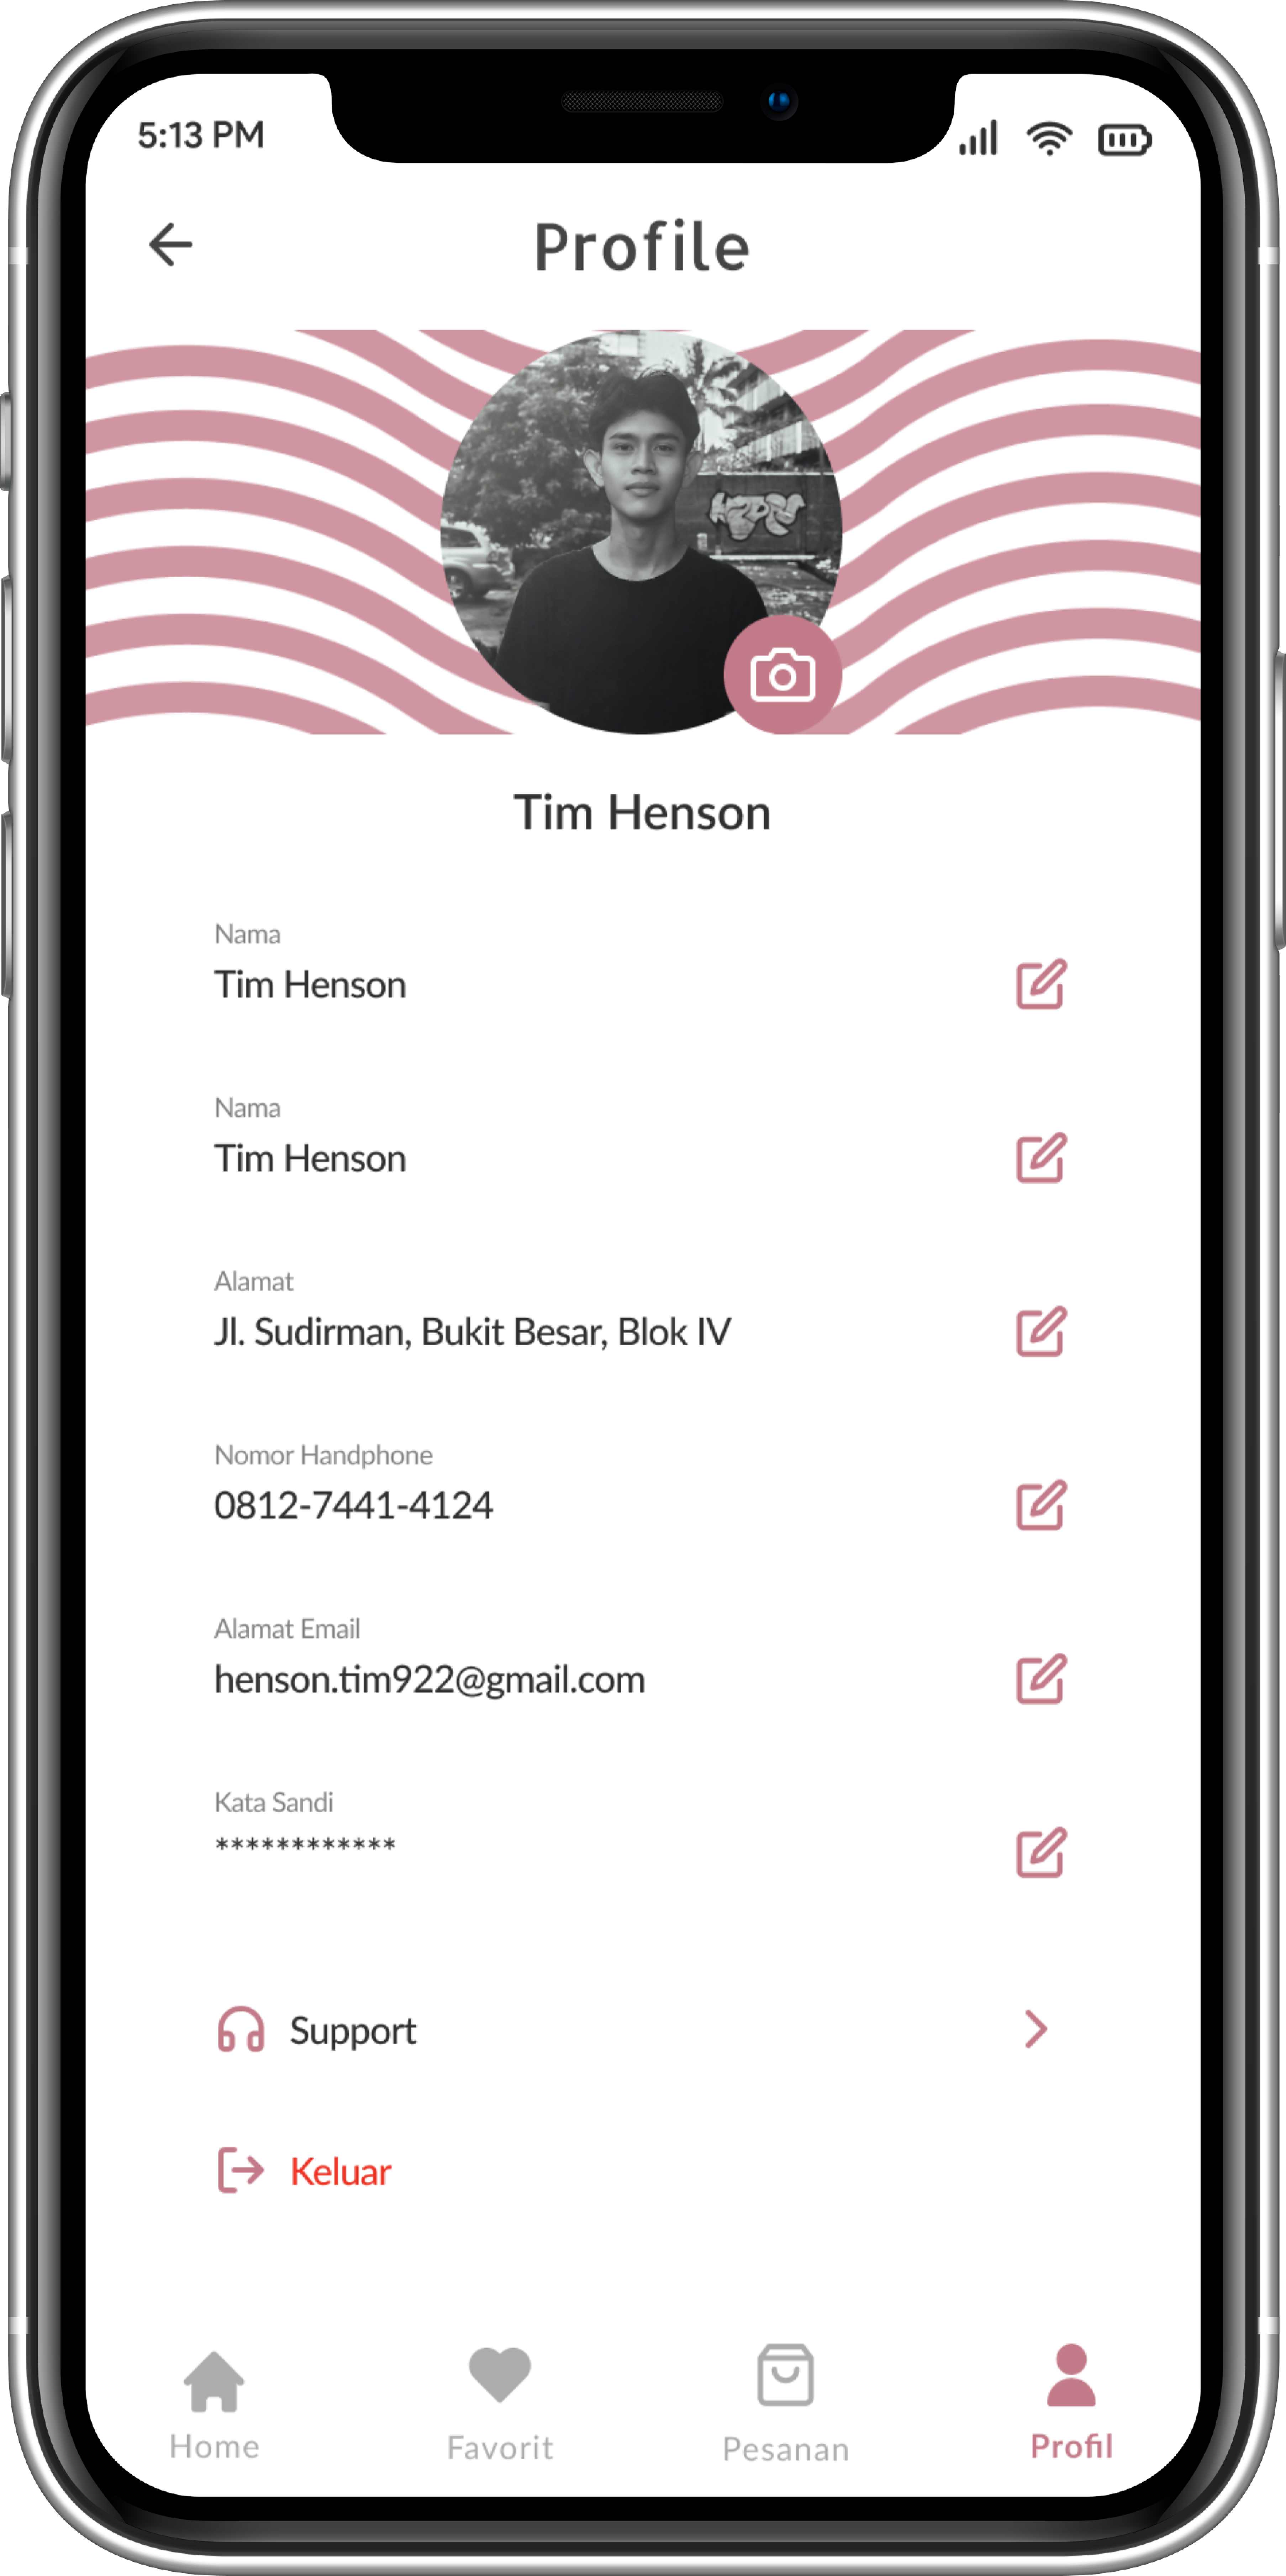 5:13 PM
Profile
Tim Henson
Nama
Tim Henson
Nama
Tim Henson
Alamat
Jl. Sudirman, Bukit Besar, Blok IV
Nomor Handphone
0812-7441-4124
Alamat Email
henson.tim922@gmail.com
Kata Sandi
************
Support
Keluar
Home Favorit Pesanan Profil